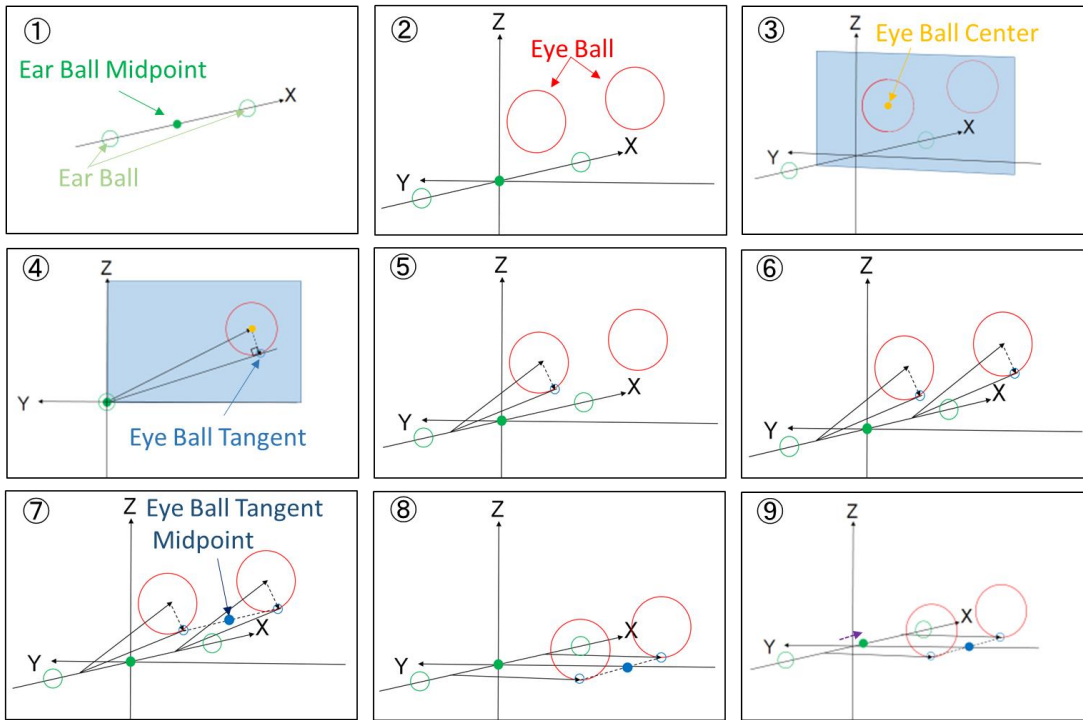 ①
Ear Ball Midpoint
X
Ear Ball
②
Z
Eye Ball
X
Y
③
Z
Eye Ball Center
X
Y
④
Z
Y
Eye Ball Tangent
⑤
Z
X
Y
⑥
Z
X
Y
⑦
Z
Eye Ball Tangent
Midpoint
X
Y
⑧
Z
X
Y
⑨
Z
X
Y